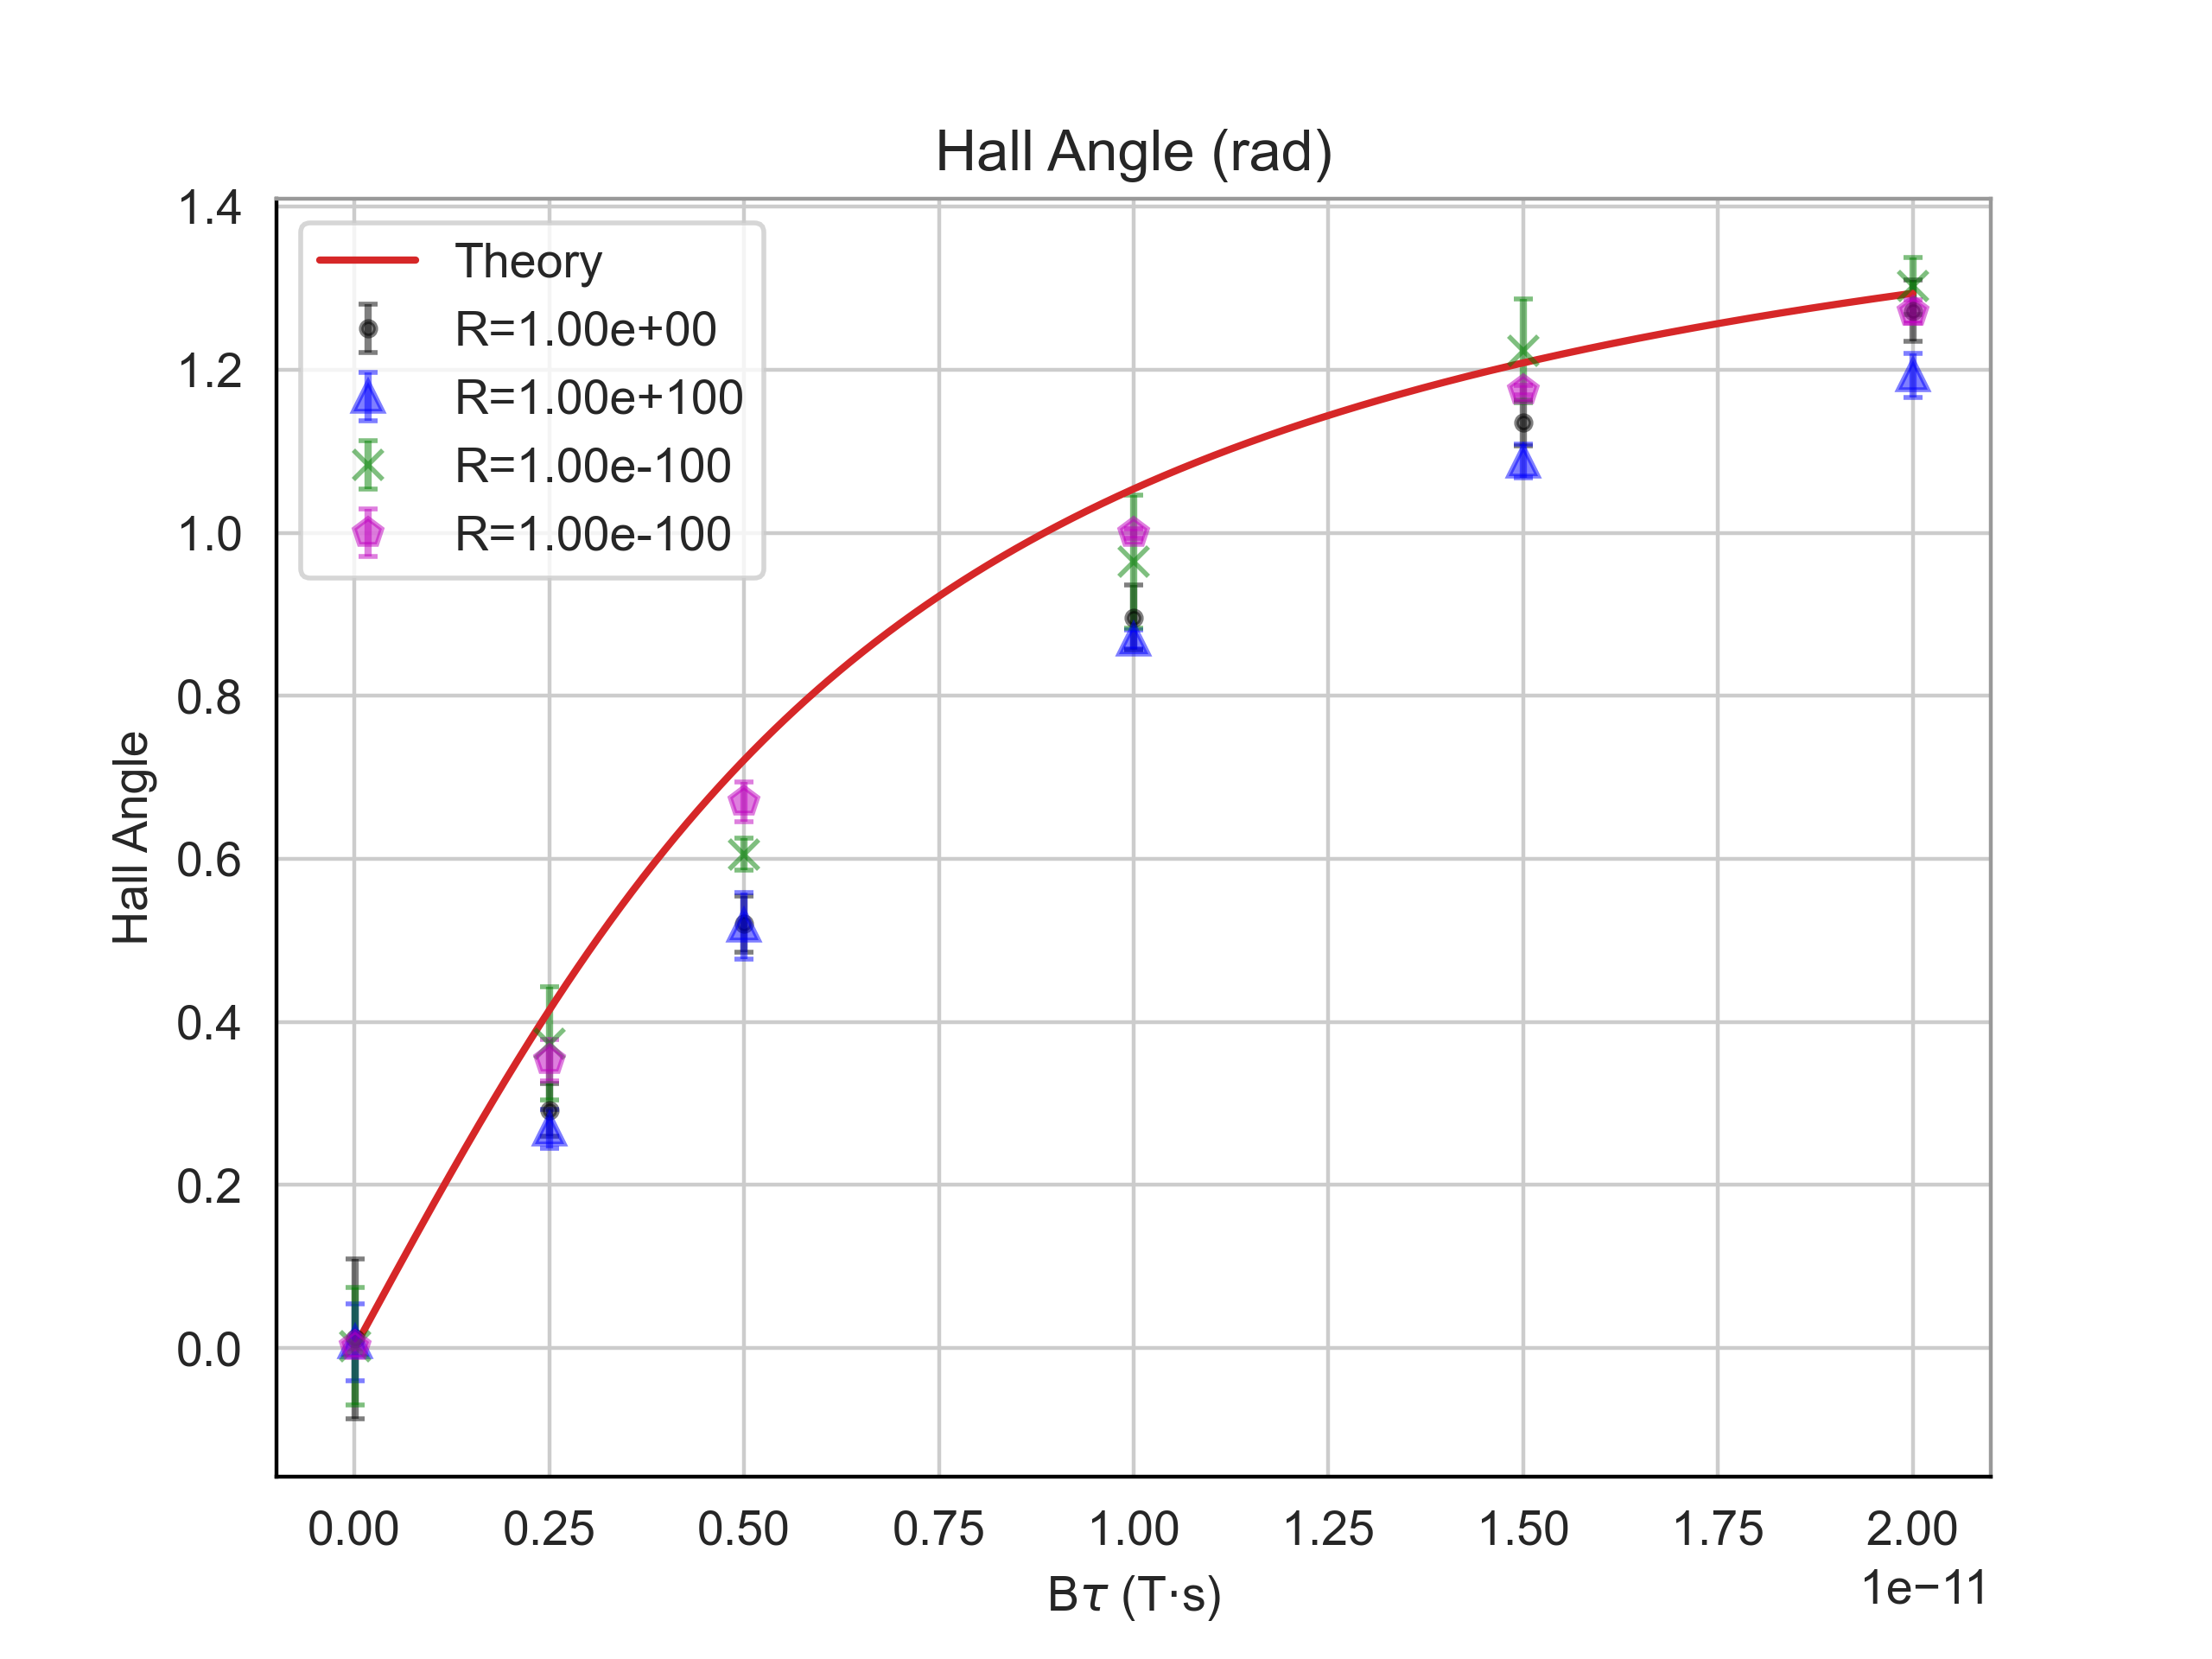 Hall Angle (rad)
1.4
1.2
1.0
0.8
0.6
0.4
0.2
0.0
Hall Angle
Theory
R=1.00e+00
R=1.00e+100
R=1.00e-100
R=1.00e-100
0.00 0.25 0.50 0.75 1.00 1.25 1.50 1.75 2.00
1e−11
Bτ (T·s)